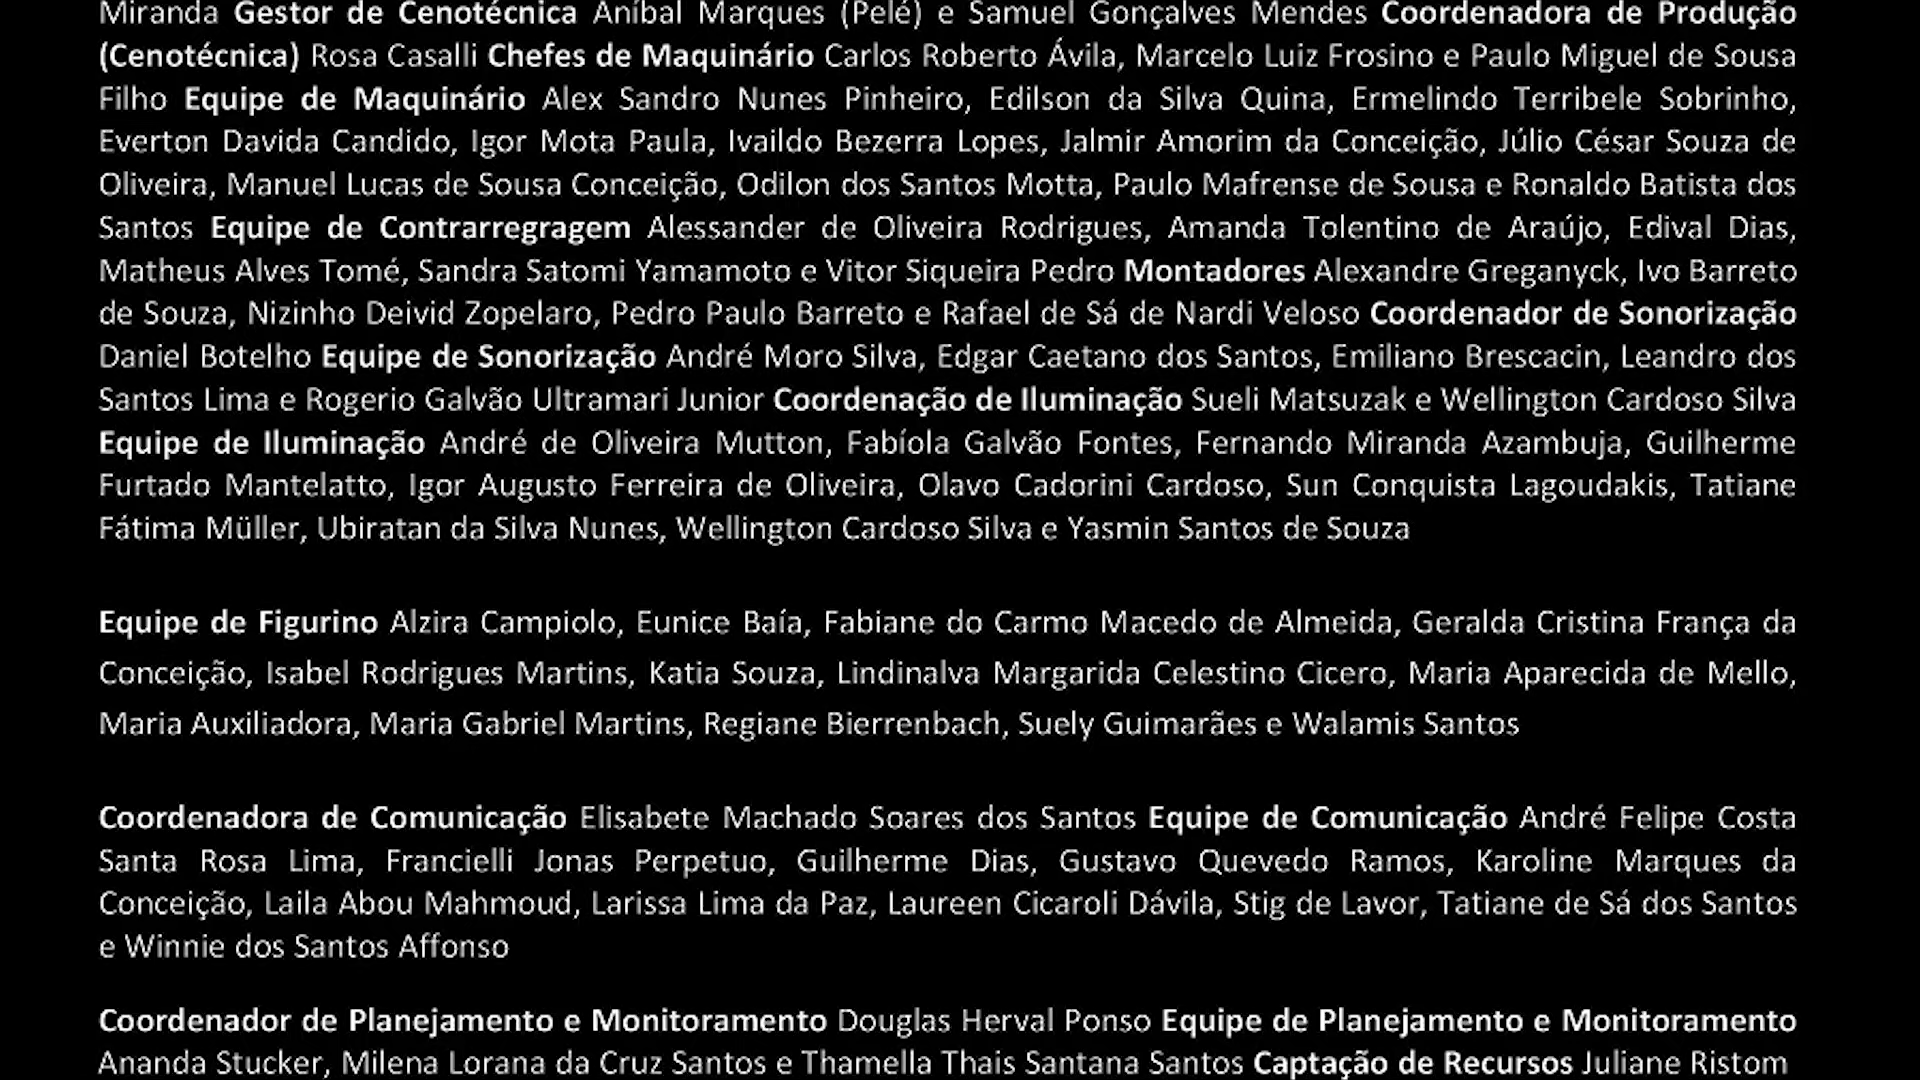 Miranda Gestor de Cenotécnica Aníbal Marques (Pelé) e Samuel Gonçalves Mendes Coordenadora de Produção
(Cenotécnica) Rosa Casalli Chefes de Maquinário Carlos Roberto Ávila, Marcelo Luiz Frosino e Paulo Miguel de Sousa
Filho Equipe de Maquinário Alex Sandro Nunes Pinheiro, Edilson da Silva Quina, Ermelindo Terribele Sobrinho,
Everton Davida Candido, Igor Mota Paula, Ivaildo Bezerra Lopes, Jalmir Amorim da Conceição, Júlio César Souza de
Oliveira, Manuel Lucas de Sousa Conceição, Odilon dos Santos Motta, Paulo Mafrense de Sousa e Ronaldo Batista dos
Santos Equipe de Contrarregragem Alessander de Oliveira Rodrigues, Amanda Tolentino de Araújo, Edival Dias,
Matheus Alves Tomé, Sandra Satomi Yamamoto e Vitor Siqueira Pedro Montadores Alexandre Greganyck, Ivo Barreto
de Souza, Nizinho Deivid Zopelaro, Pedro Paulo Barreto e Rafael de Sá de Nardi Veloso Coordenador de Sonorização
Daniel Botelho Equipe de Sonorização André Moro Silva, Edgar Caetano dos Santos, Emiliano Brescacin, Leandro dos
Santos Lima e Rogerio Galvão Ultramari Junior Coordenação de Iluminação Sueli Matsuzak e Wellington Cardoso Silva
Equipe de Iluminação André de Oliveira Mutton, Fabíola Galvão Fontes, Fernando Miranda Azambuja, Guilherme
Furtado Mantelatto, Igor Augusto Ferreira de Oliveira, Olavo Cadorini Cardoso, Sun Conquista Lagoudakis, Tatiane
Fátima Müller, Ubiratan da Silva Nunes, Wellington Cardoso Silva e Yasmin Santos de Souza
Equipe de Figurino Alzira Campiolo, Eunice Baía, Fabiane do Carmo Macedo de Almeida, Geralda Cristina França da
Conceição, Isabel Rodrigues Martins, Katia Souza, Lindinalva Margarida Celestino Cicero, Maria Aparecida de Mello,
Maria Auxiliadora, Maria Gabriel Martins, Regiane Bierrenbach, Suely Guimarães e Walamis Santos
Coordenadora de Comunicação Elisabete Machado Soares dos Santos Equipe de Comunicação André Felipe Costa
Santa Rosa Lima, Francielli Jonas Perpetuo, Guilherme Dias, Gustavo Quevedo Ramos, Karoline Marques da
Conceição, Laila Abou Mahmoud, Larissa Lima da Paz, Laureen Cicaroli Dávila, Stig de Lavor, Tatiane de Sá dos Santos
e Winnie dos Santos Affonso
Coordenador de Planejamento e Monitoramento Douglas Herval Ponso Equipe de Planejamento e Monitoramento
Ananda Stucker, Milena Lorana da Cruz Santos e Thamella Thais Santana Santos Captação de Recursos Juliane Ristom